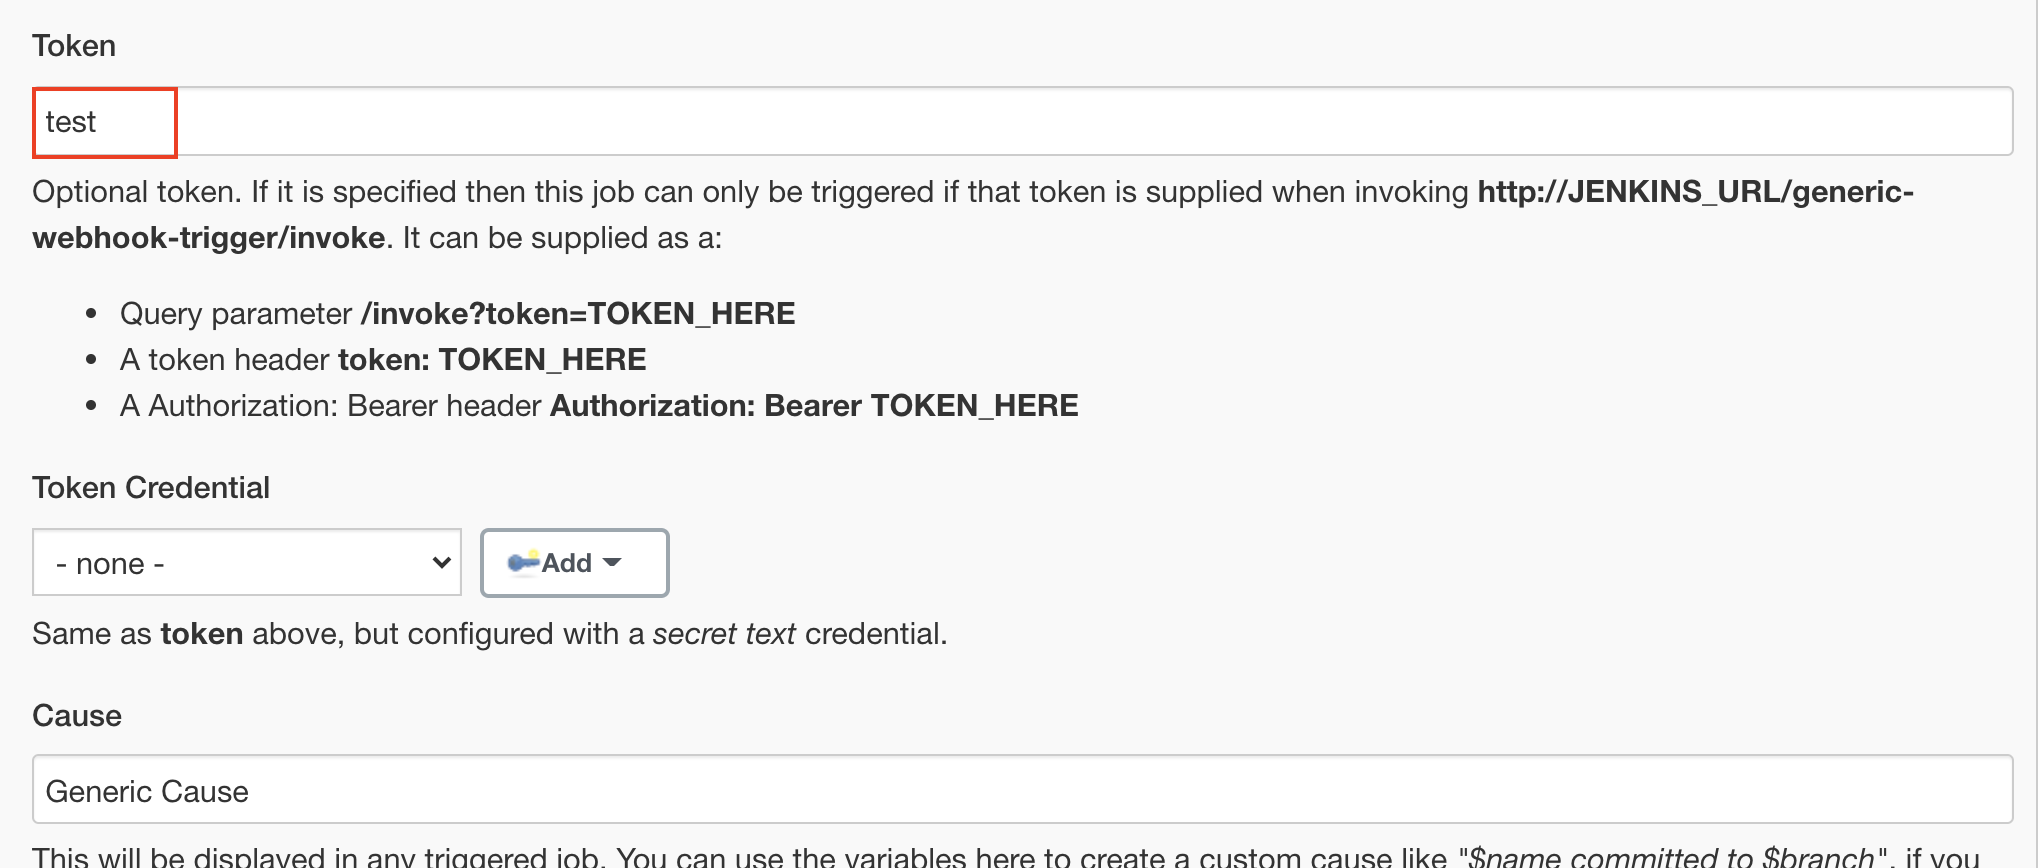 Token
test
Optional token. If it is specified then this job can only be triggered if that token is supplied when invoking http://JENKINS_URL/generic-
webhook-trigger/invoke. It can be supplied as a:
• Query parameter /invoke?token=TOKEN_HERE
• A token header token: TOKEN_HERE
• A Authorization: Bearer header Authorization: Bearer TOKEN_HERE
Token Credential
- none -
Add
Same as token above, but configured with a secret text credential.
Cause
Generic Cause
This will be displayed in any triggered job. You can use the variables here to create a custom cause like "$name committed to $branch", if you